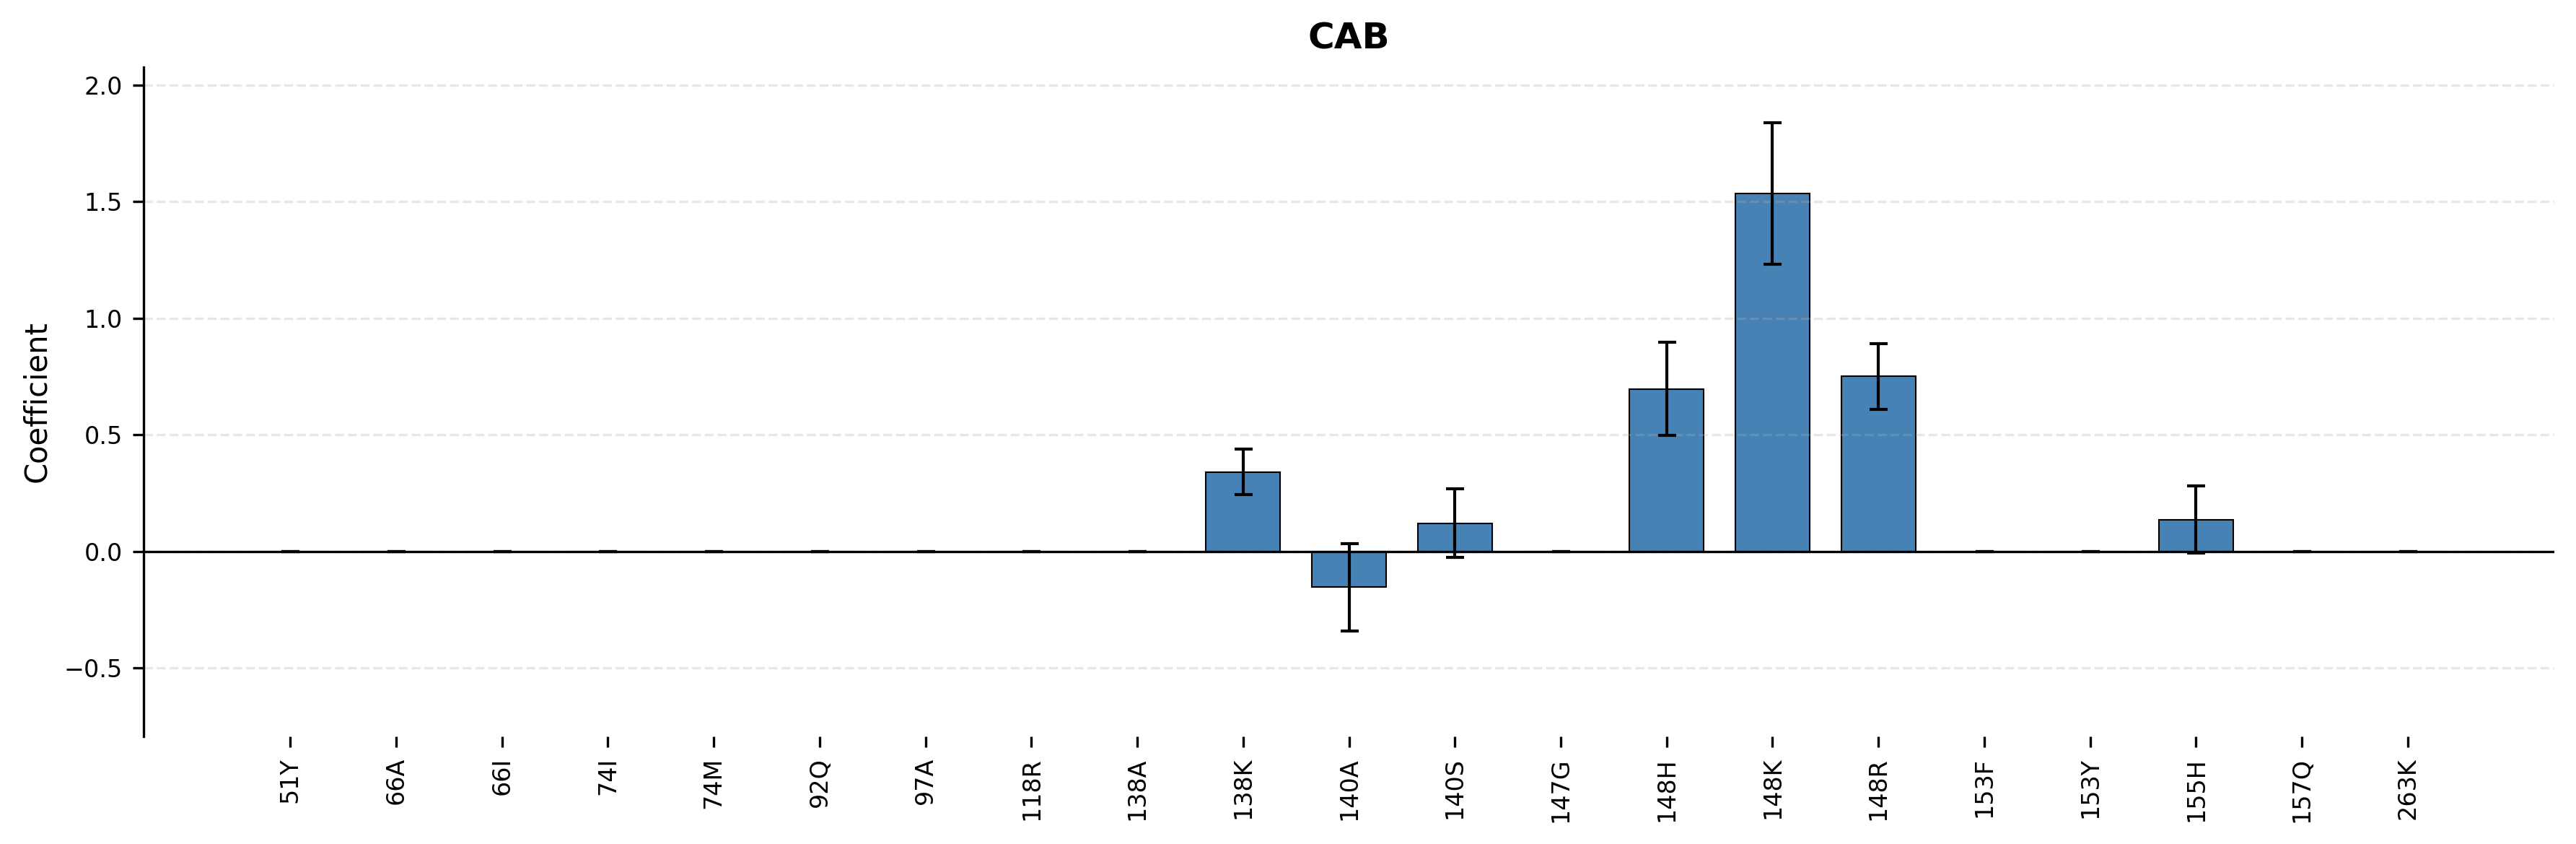 CAB
Coefficient
2.0
1.5
1.0
0.5
0.0
−0.5
51Y
66A
66I
74I
74M
92Q
97A
118R
138A
138K
140A
140S
147G
148H
148K
148R
153F
153Y
155H
157Q
263K